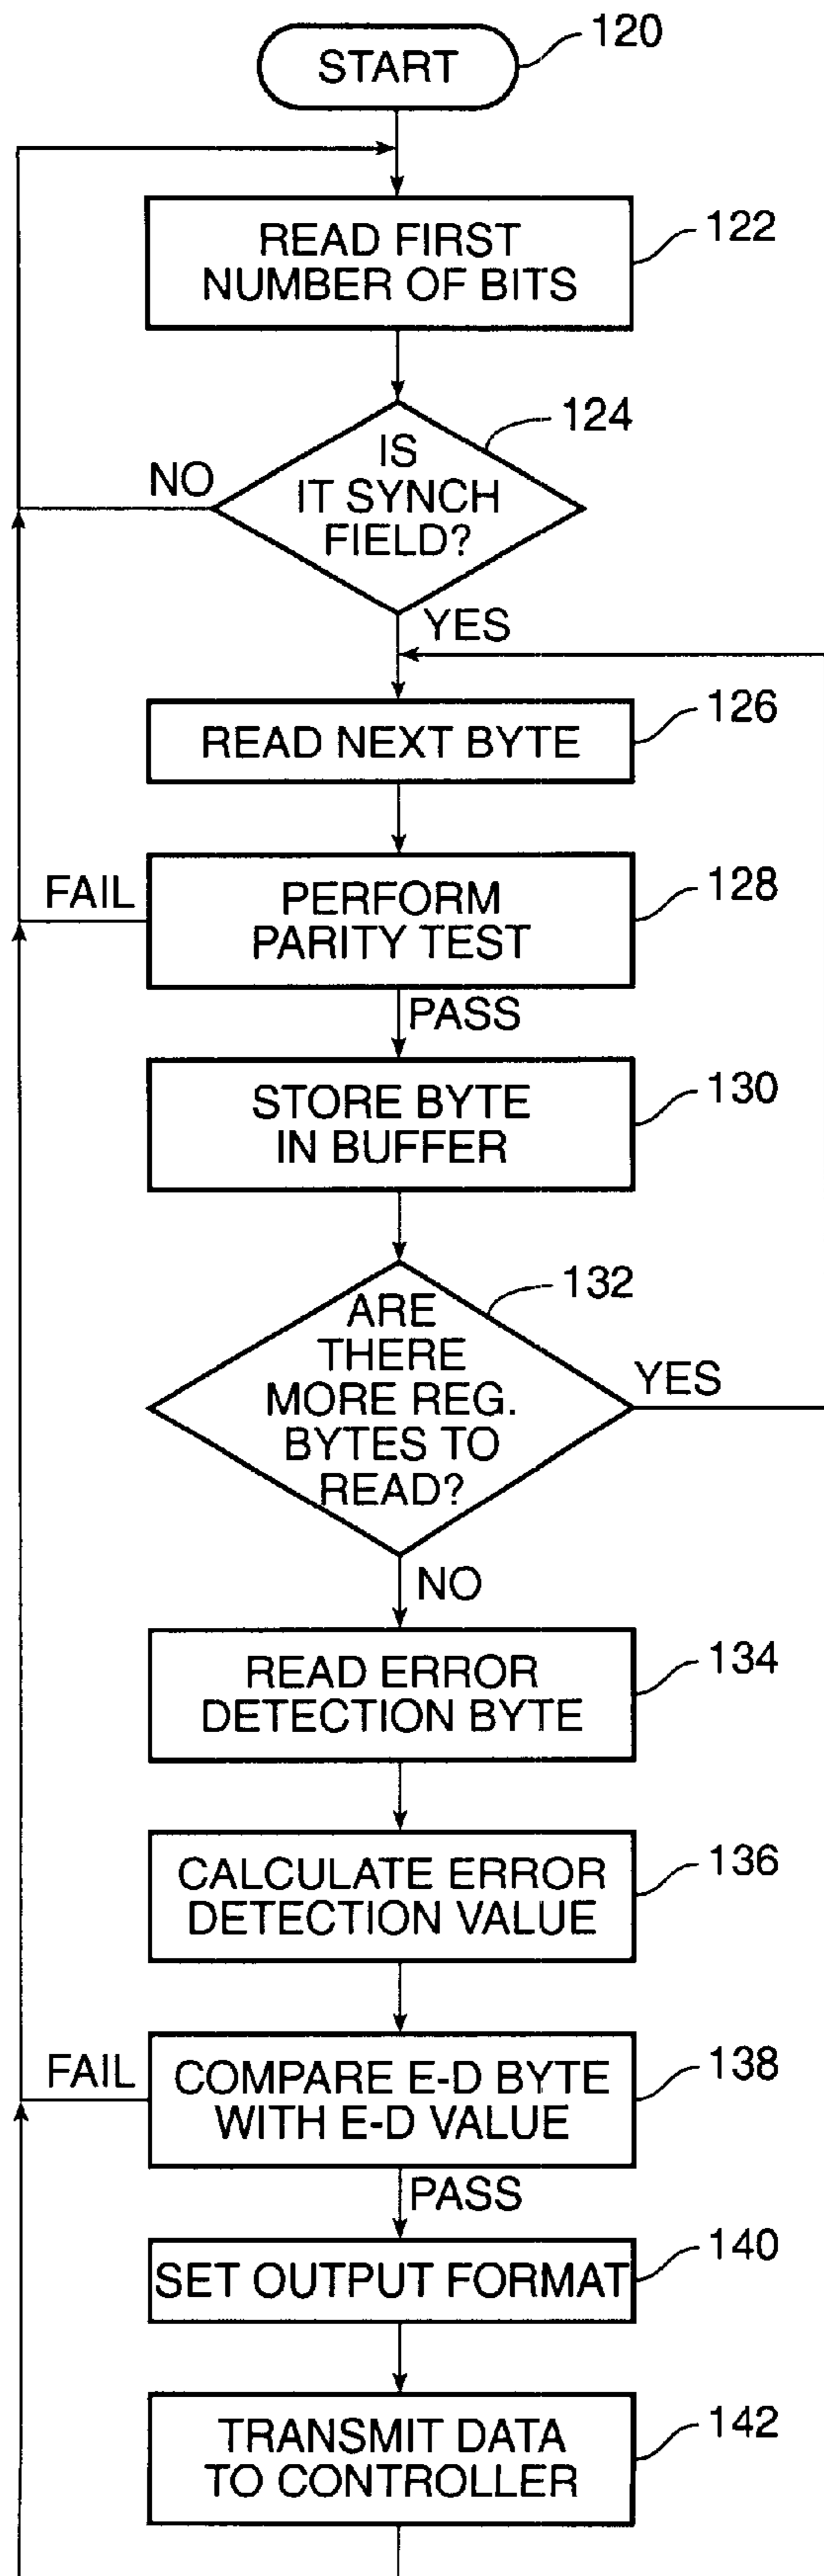 START
120
READ FIRST
NUMBER OF BITS
122
124
IS
IT SYNCH
FIELD?
NO
YES
READ NEXT BYTE
126
PERFORM
PARITY TEST
128
FAIL
PASS
STORE BYTE
IN BUFFER
130
132
ARE
THERE
MORE REG.
BYTES TO
READ?
YES
NO
READ ERROR
DETECTION BYTE
134
CALCULATE ERROR
DETECTION VALUE
136
COMPARE E-D BYTE
WITH E-D VALUE
138
FAIL
PASS
SET OUTPUT FORMAT
140
TRANSMIT DATA
TO CONTROLLER
142